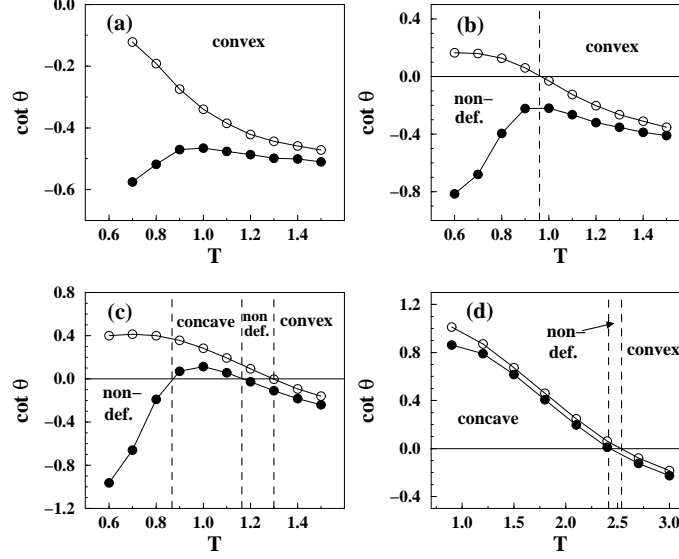 (a)
convex
cot θ
0.0
−0.2
−0.4
−0.6
0.6 0.8 1.0 1.2 1.4
T
(b)
convex
non−
def.
cot θ
0.4
0.0
−0.4
−0.8
0.6 0.8 1.0 1.2 1.4
T
(c)
concave
non
def.
convex
non−
def.
cot θ
0.8
0.4
0.0
−0.4
−0.8
−1.2
0.6 0.8 1.0 1.2 1.4
T
(d)
non−
def.
convex
concave
cot θ
1.2
0.8
0.4
0.0
−0.4
1.0 1.5 2.0 2.5 3.0
T